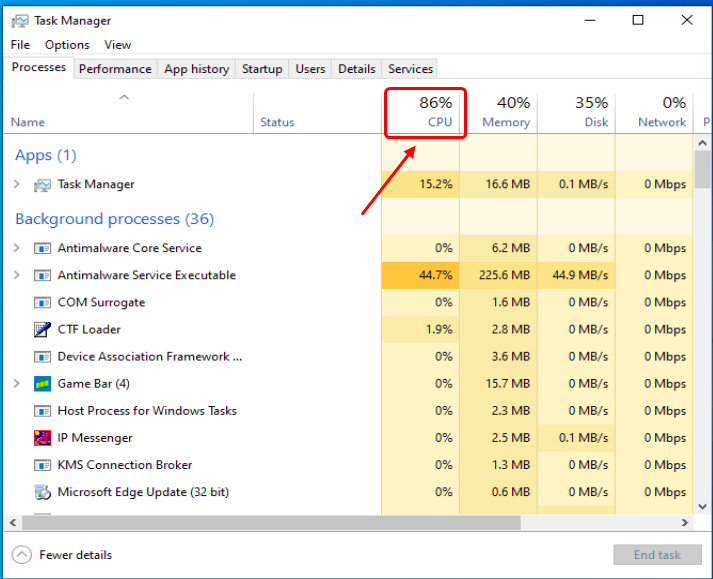 Task Manager
File Options View
Processes Performance App history Startup Users Details Services
86% 40% 35% 0%
Name Status CPU Memory Disk Network P
Apps (1)
Task Manager 15.2% 16.6 MB 0.1 MB/s 0 Mbps
Background processes (36)
Antimalware Core Service 0% 6.2 MB 0 MB/s 0 Mbps
Antimalware Service Executable 44.7% 225.6 MB 44.9 MB/s 0 Mbps
COM Surrogate 0% 1.6 MB 0 MB/s 0 Mbps
CTF Loader 1.9% 2.8 MB 0 MB/s 0 Mbps
Device Association Framework ... 0% 3.6 MB 0 MB/s 0 Mbps
Game Bar (4) 0% 15.7 MB 0 MB/s 0 Mbps
Host Process for Windows Tasks 0% 2.3 MB 0 MB/s 0 Mbps
IP Messenger 0% 2.5 MB 0.1 MB/s 0 Mbps
KMS Connection Broker 0% 1.3 MB 0 MB/s 0 Mbps
Microsoft Edge Update (32 bit) 0% 0.6 MB 0 MB/s 0 Mbps
Fewer details End task